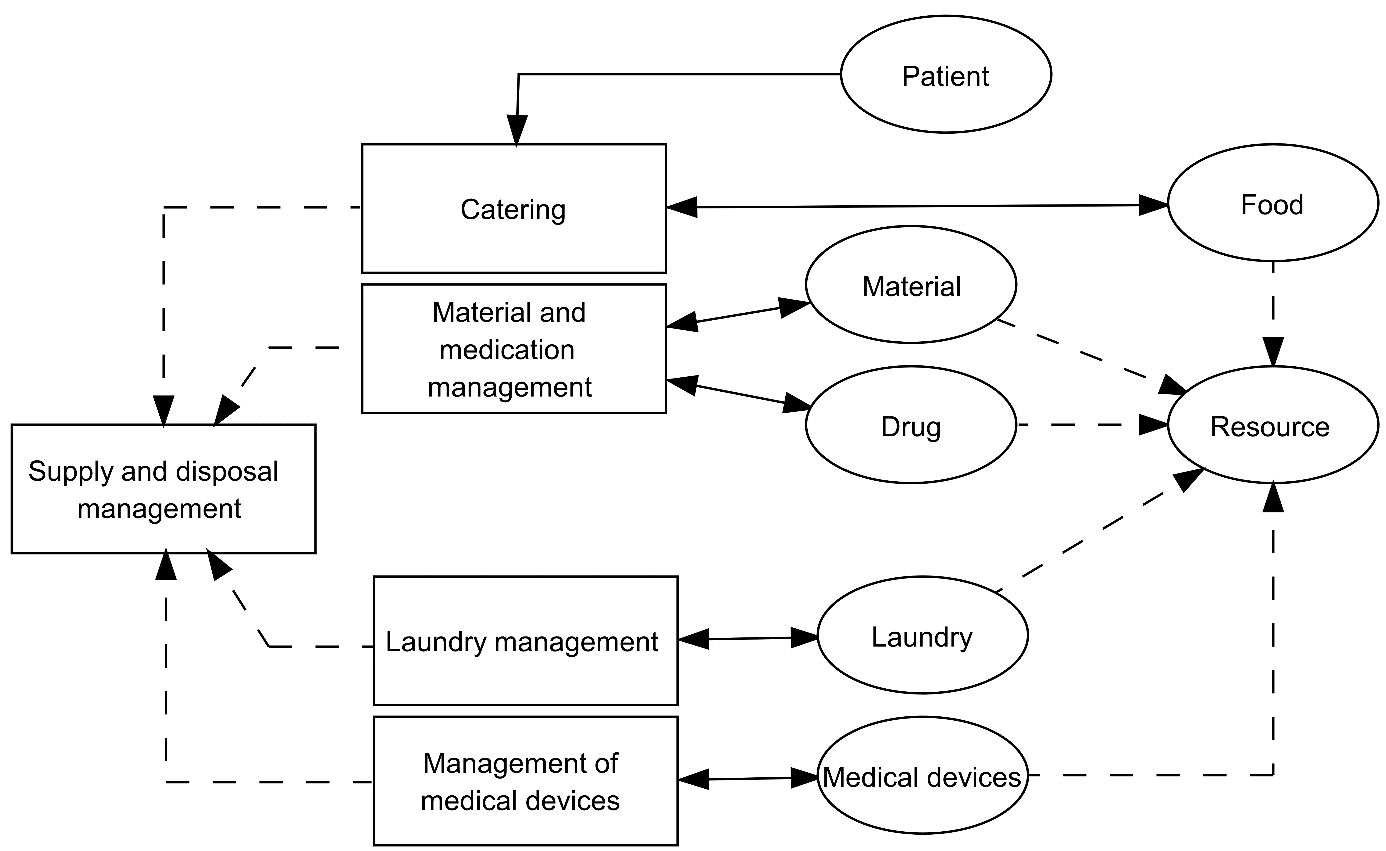 Patient
Catering
Food
Material and
medication
management
Material
Drug
Resource
Supply and disposal
management
Laundry management
Laundry
Management of
medical devices
Medical devices